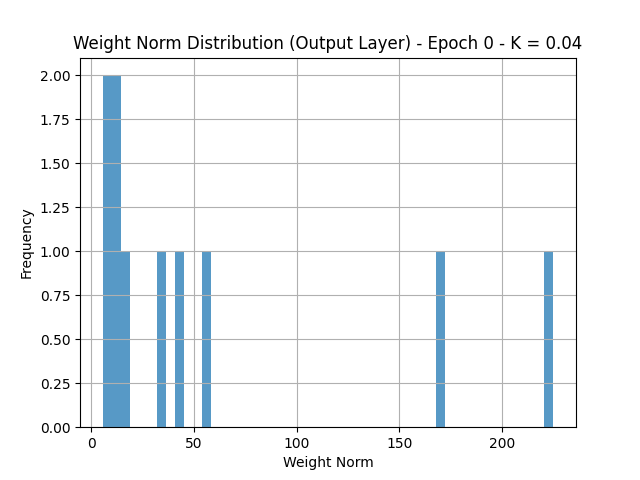 Weight Norm Distribution (Output Layer) - Epoch 0 - K = 0.04
2.00
1.75
1.50
1.25
1.00
0.75
0.50
0.25
0.00
Frequency
0 50 100 150 200
Weight Norm